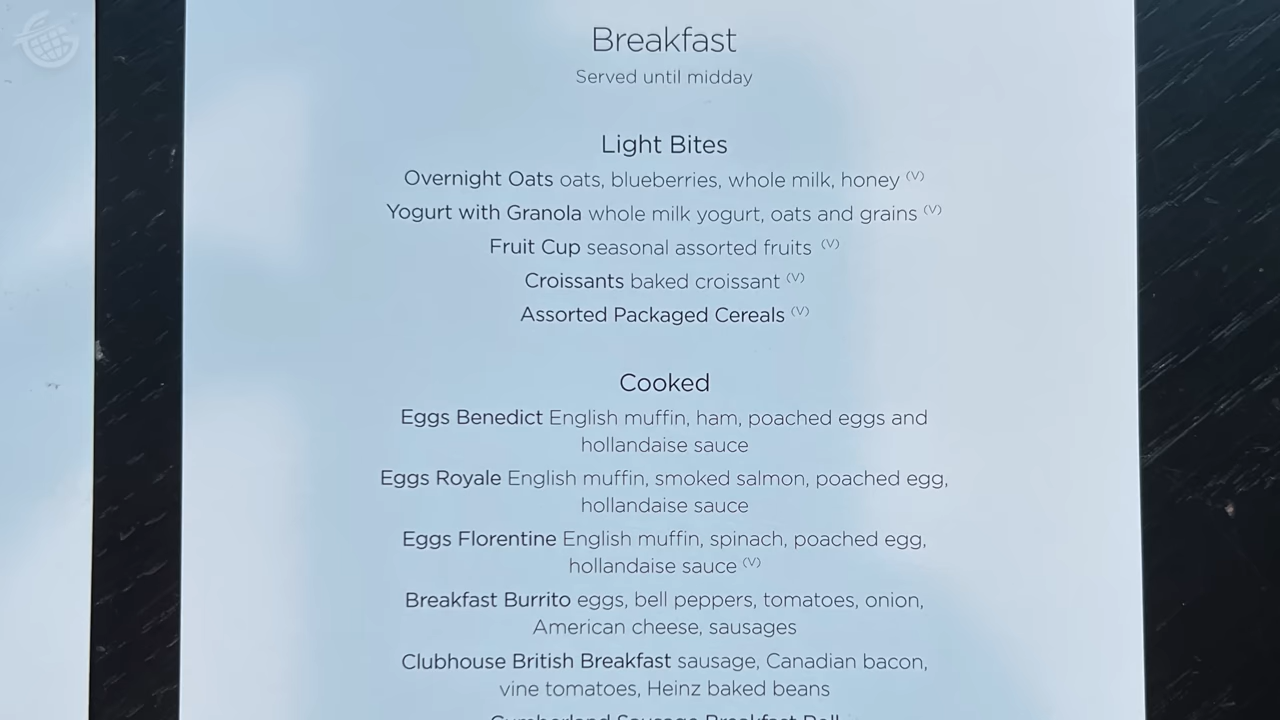 Breakfast
Served until midday
Light Bites
Overnight Oats oats, blueberries, whole milk, honey (V)
Yogurt with Granola whole milk yogurt, oats and grains (V)
Fruit Cup seasonal assorted fruits (V)
Croissants baked croissant (V)
Assorted Packaged Cereals (V)
Cooked
Eggs Benedict English muffin, ham, poached eggs and
hollandaise sauce
Eggs Royale English muffin, smoked salmon, poached egg,
hollandaise sauce
Eggs Florentine English muffin, spinach, poached egg,
hollandaise sauce (V)
Breakfast Burrito eggs, bell peppers, tomatoes, onion,
American cheese, sausages
Clubhouse British Breakfast sausage, Canadian bacon,
vine tomatoes, Heinz baked beans
Cumberland Sausage Breakfast Roll